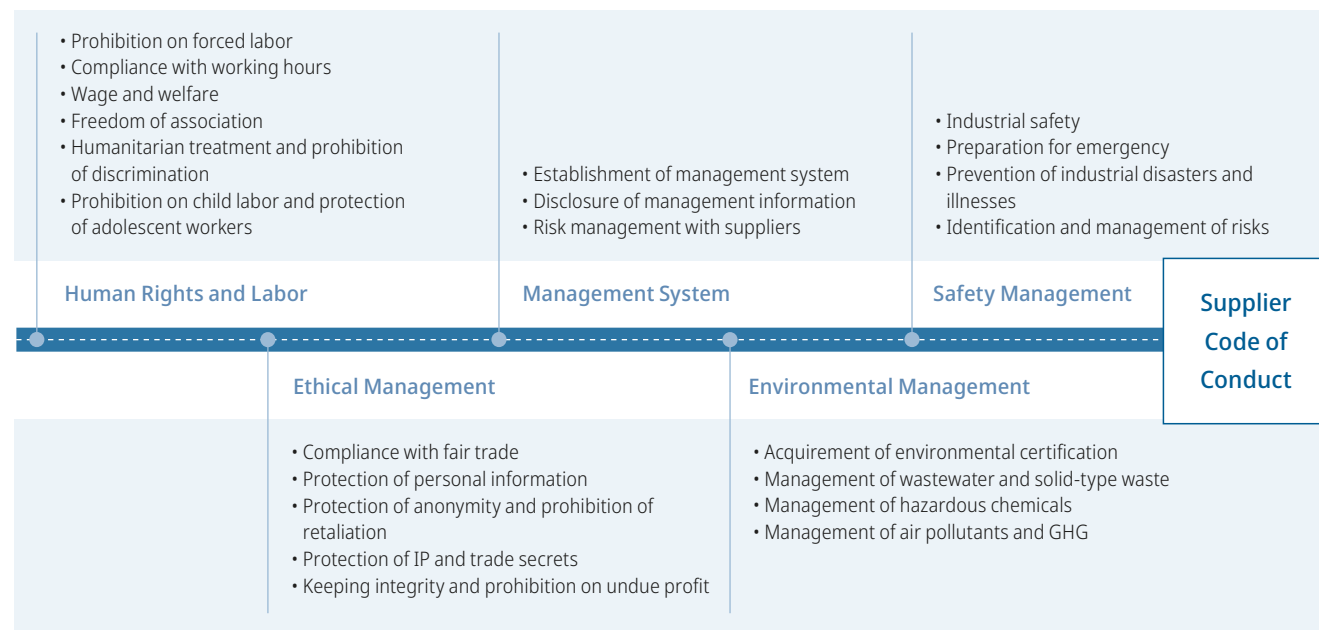 • Prohibition on forced labor
• Compliance with working hours
• Wage and welfare
• Freedom of association
• Humanitarian treatment and prohibition
of discrimination
• Prohibition on child labor and protection
of adolescent workers
Human Rights and Labor
• Establishment of management system
• Disclosure of management information
• Risk management with suppliers
Management System
• Industrial safety
• Preparation for emergency
• Prevention of industrial disasters and
illnesses
• Identification and management of risks
Safety Management
Supplier
Code of
Conduct
Ethical Management
• Compliance with fair trade
• Protection of personal information
• Protection of anonymity and prohibition of
retaliation
• Protection of IP and trade secrets
• Keeping integrity and prohibition on undue profit
Environmental Management
• Acquirement of environmental certification
• Management of wastewater and solid-type waste
• Management of hazardous chemicals
• Management of air pollutants and GHG